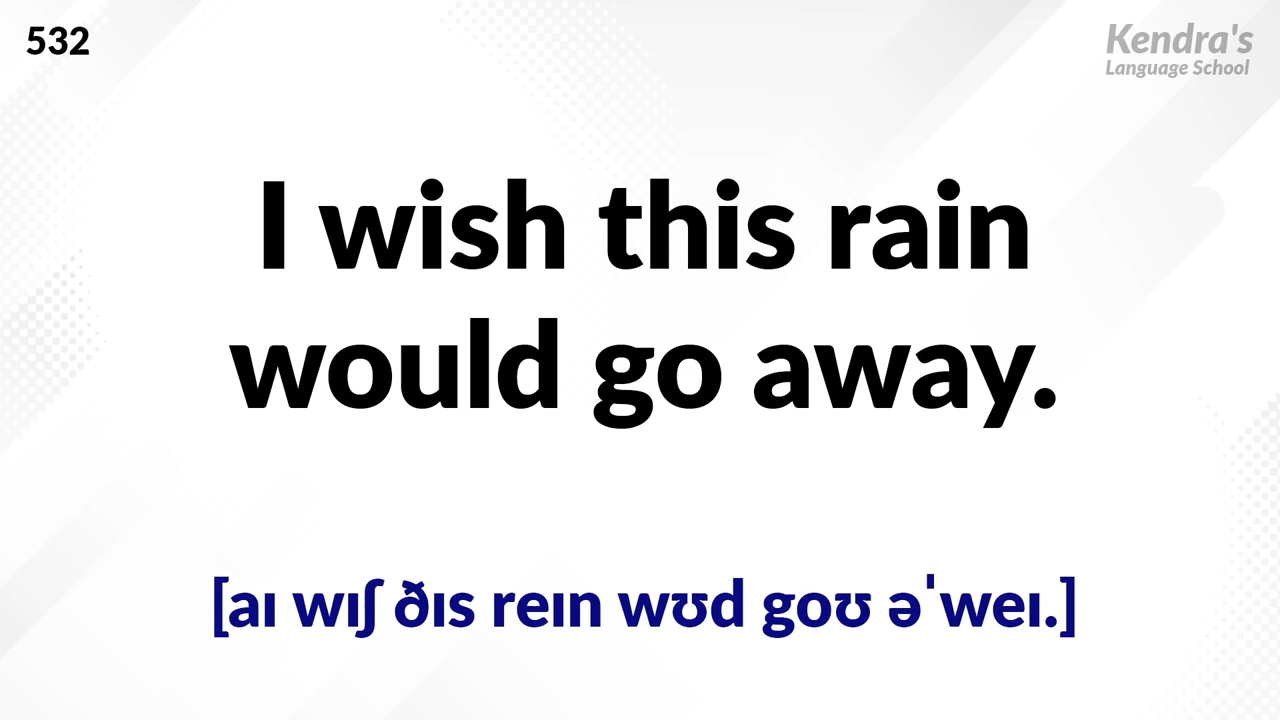 532
Kendra's
Language School
I wish this rain
would go away.
[aɪ wɪʃ ðɪs reɪn wʊd goʊ əˈweɪ.]